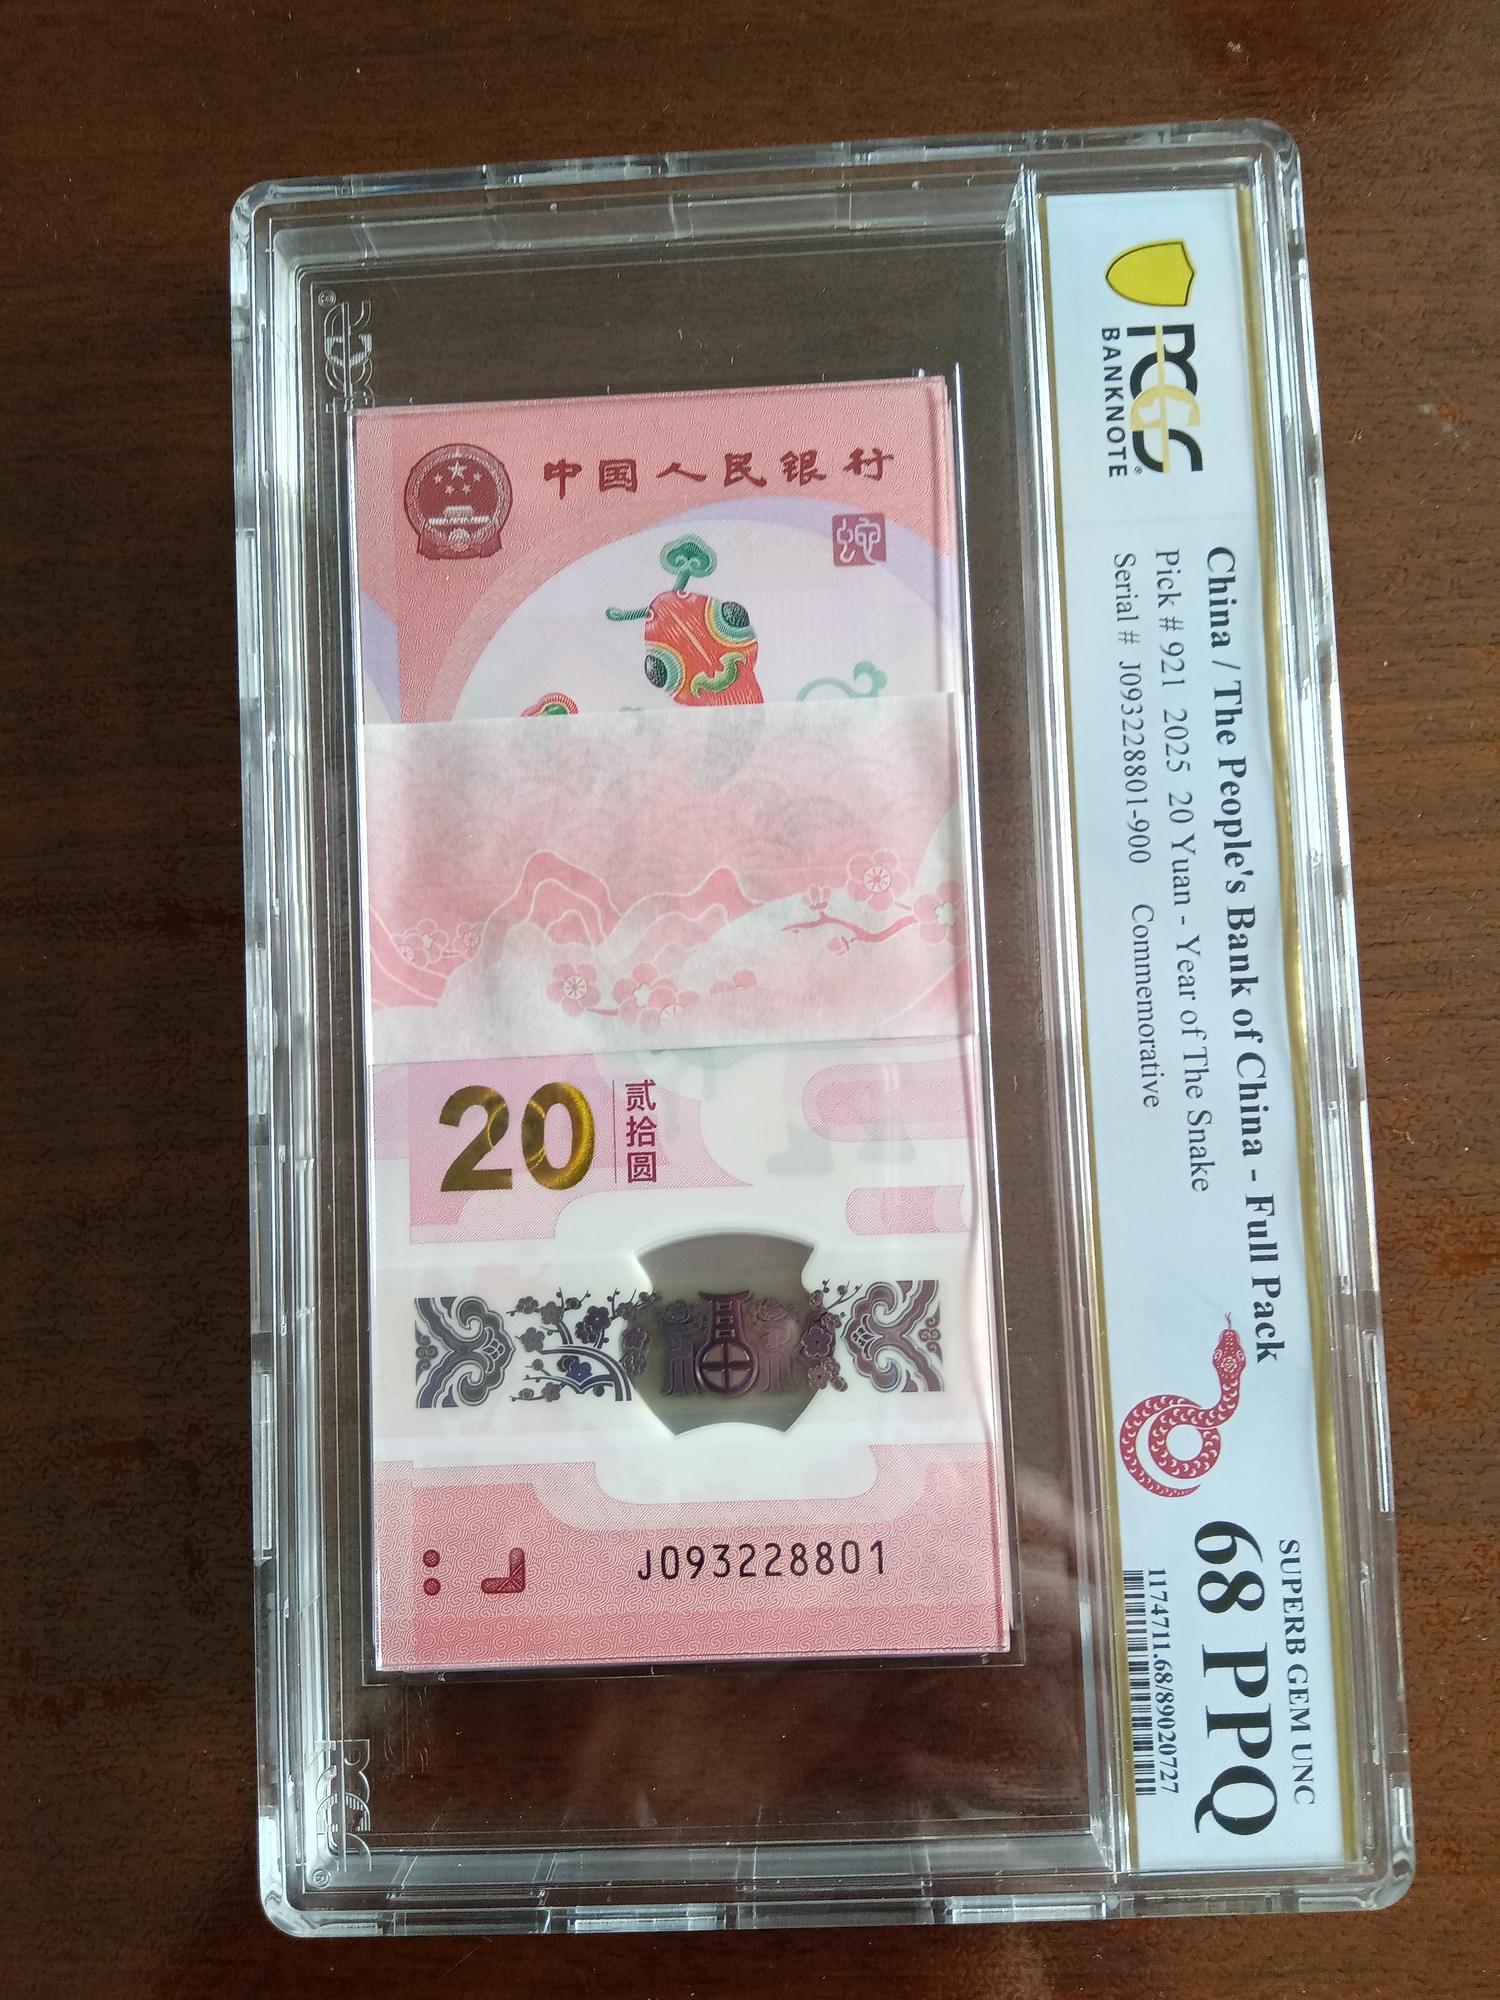 PCGS
BANKNOTE
China / The People's Bank of China - Full Pack
Pick # 921 2025 20 Yuan - Year of The Snake
Serial # J093228801-900 Commemorative
SUPERB GEM UNC
68 PPQ
1174711.68/89020727
中国人民银行
20
贰拾圆
J093228801
PCGS
PCGS